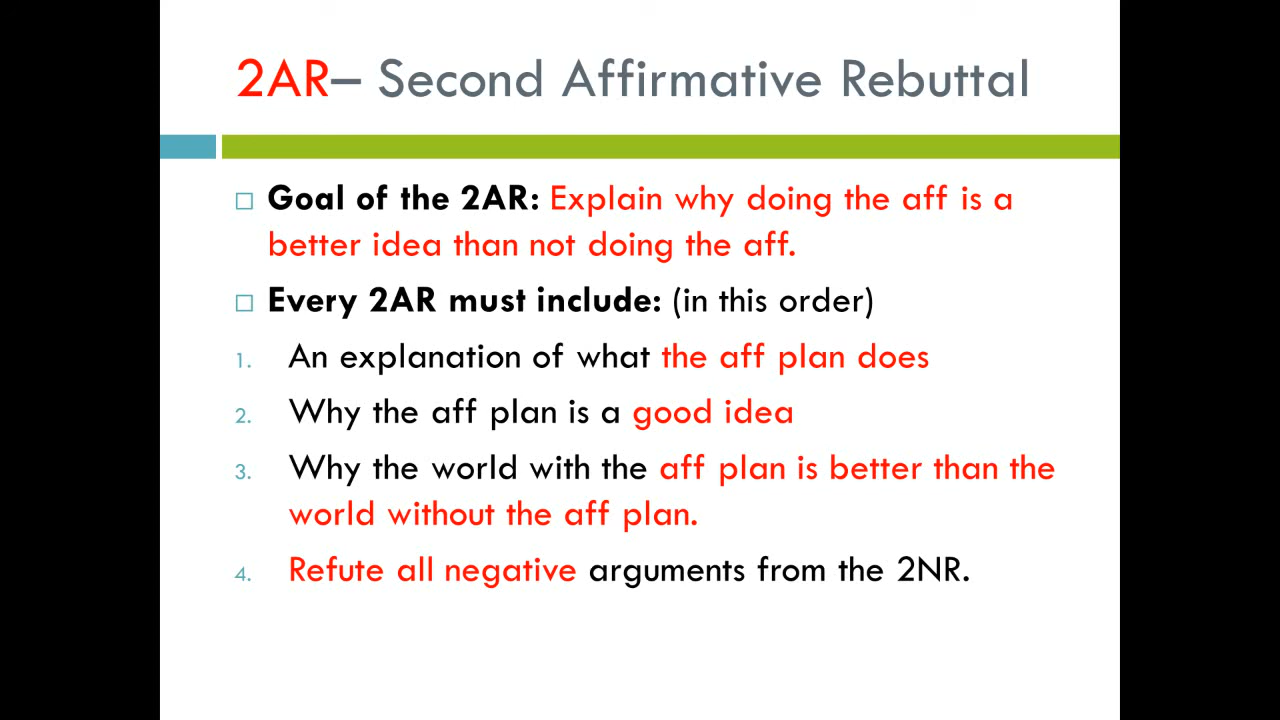 2AR– Second Affirmative Rebuttal
Goal of the 2AR: Explain why doing the aff is a
better idea than not doing the aff.
Every 2AR must include: (in this order)
1. An explanation of what the aff plan does
2. Why the aff plan is a good idea
3. Why the world with the aff plan is better than the
world without the aff plan.
4. Refute all negative arguments from the 2NR.